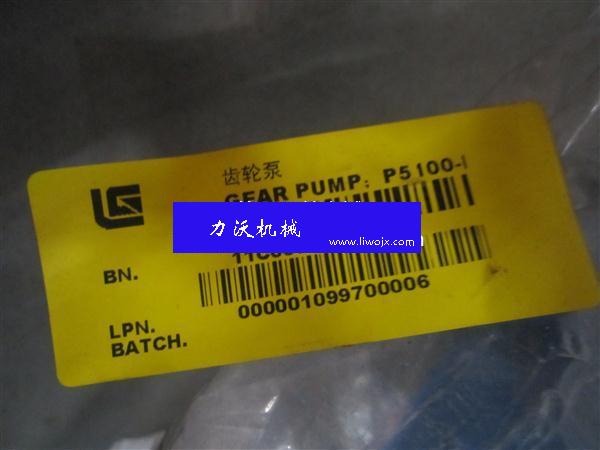 齿轮泵
GEAR PUMP: P5100-I
力沃机械
www.liwojx.com
BN.
000001099700006
LPN.
BATCH.